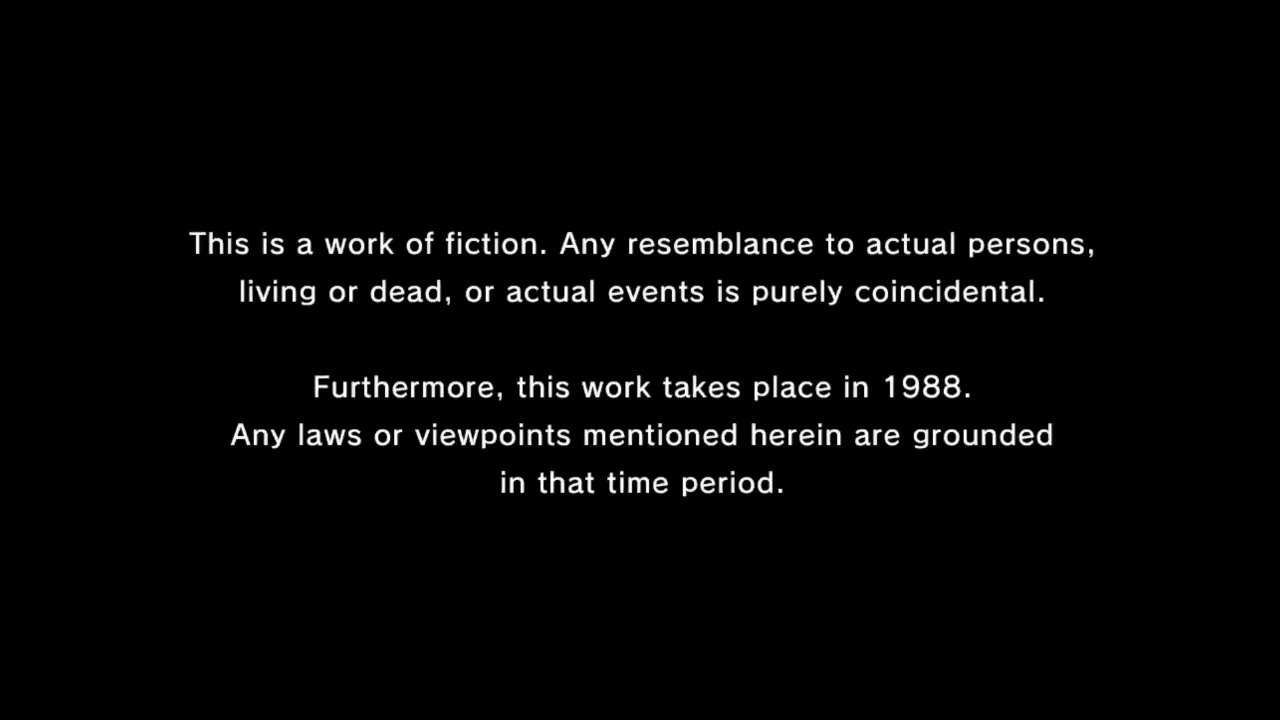 This is a work of fiction. Any resemblance to actual persons,
living or dead, or actual events is purely coincidental.
Furthermore, this work takes place in 1988.
Any laws or viewpoints mentioned herein are grounded
in that time period.